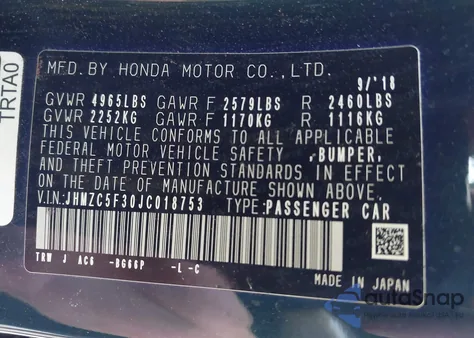 TRTA0
MFD.BY HONDA MOTOR CO.,LTD.
9/'18
GVWR 4965LBS GAWR F 2579LBS R 2460LBS
GVWR 2252KG GAWR F 1170KG R 1116KG
THIS VEHICLE CONFORMS TO ALL APPLICABLE
FEDERAL MOTOR VEHICLE SAFETY ,BUMPER,
AND THEFT PREVENTION STANDARDS IN EFFECT
ON THE DATE OF MANUFACTURE SHOWN ABOVE.
V.I.N:JHMZC5F30JC018753 TYPE:PASSENGER CAR
TRW J AC6 -BG66P -L -C
MADE IN JAPAN
autoSnap